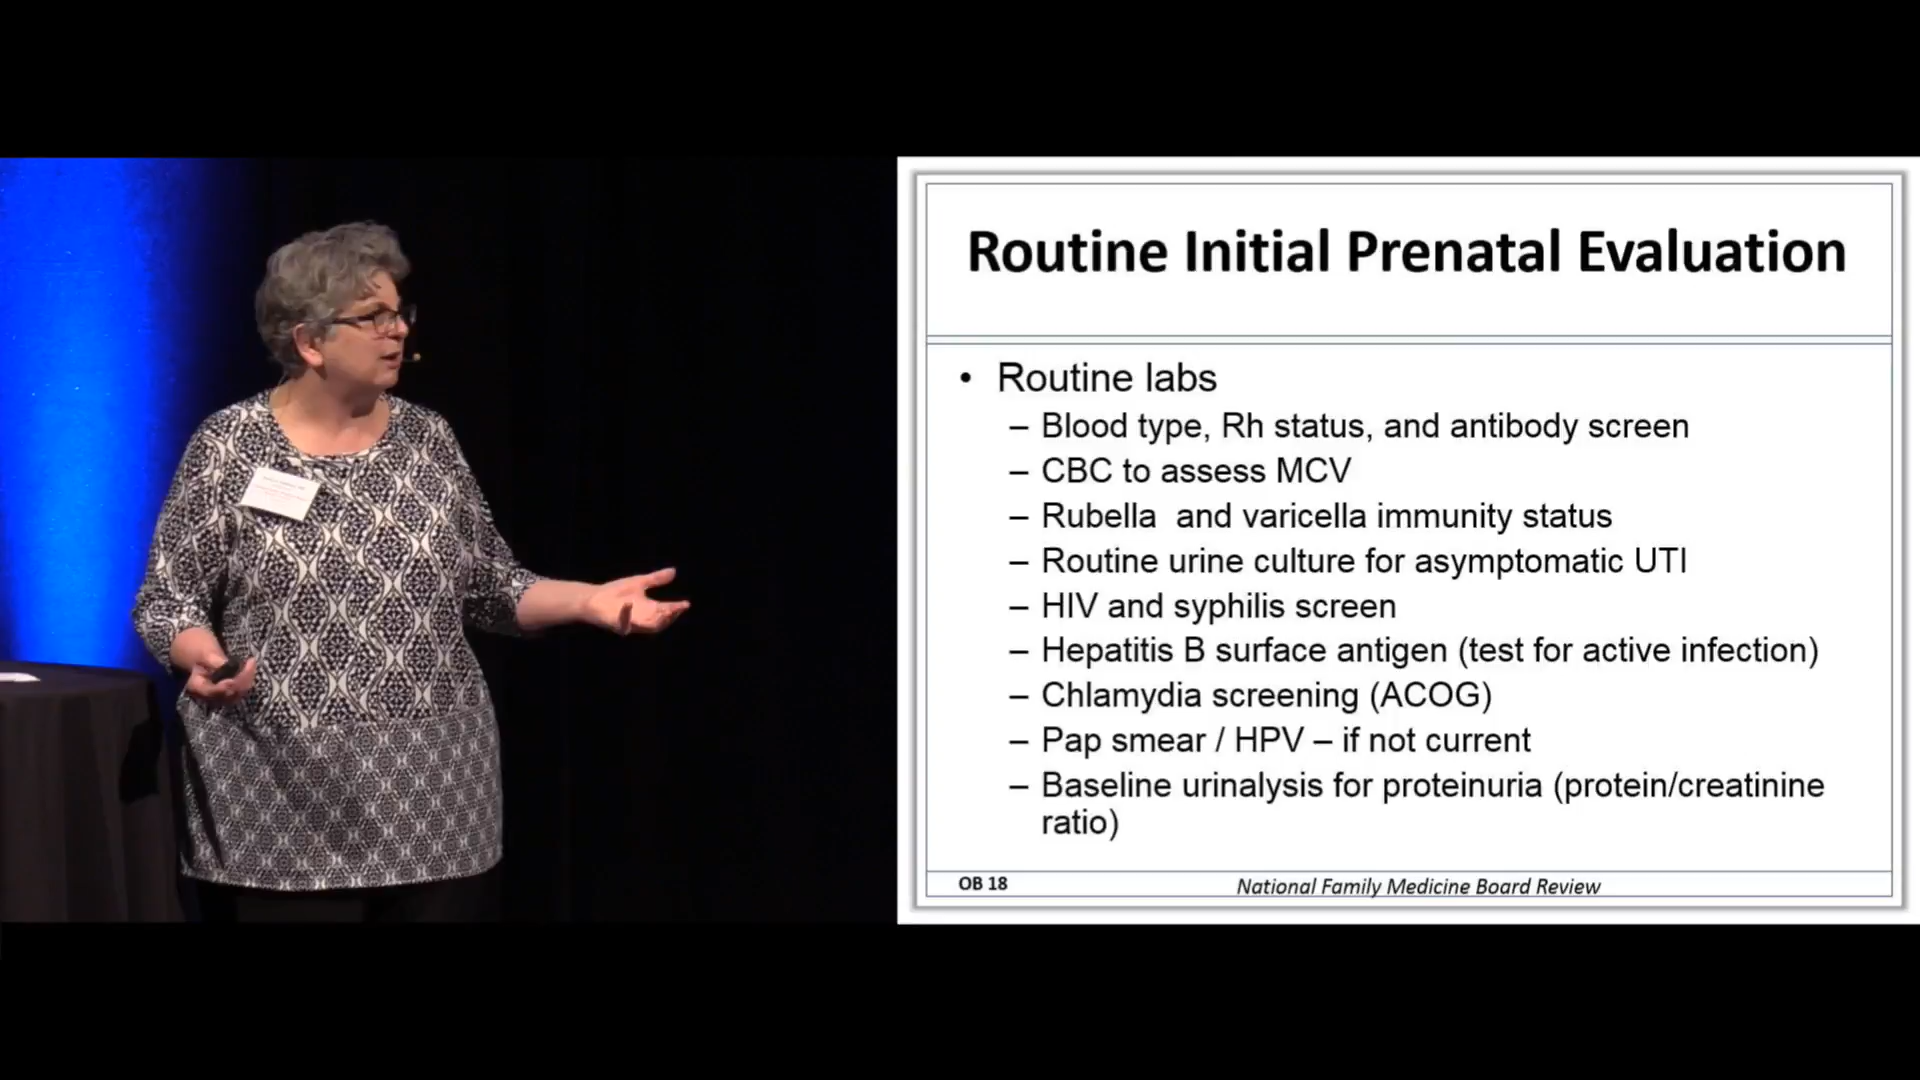 Routine Initial Prenatal Evaluation
• Routine labs
– Blood type, Rh status, and antibody screen
– CBC to assess MCV
– Rubella  and varicella immunity status
– Routine urine culture for asymptomatic UTI
– HIV and syphilis screen
– Hepatitis B surface antigen (test for active infection)
– Chlamydia screening (ACOG)
– Pap smear / HPV – if not current
– Baseline urinalysis for proteinuria (protein/creatinine
ratio)
OB 18
National Family Medicine Board Review